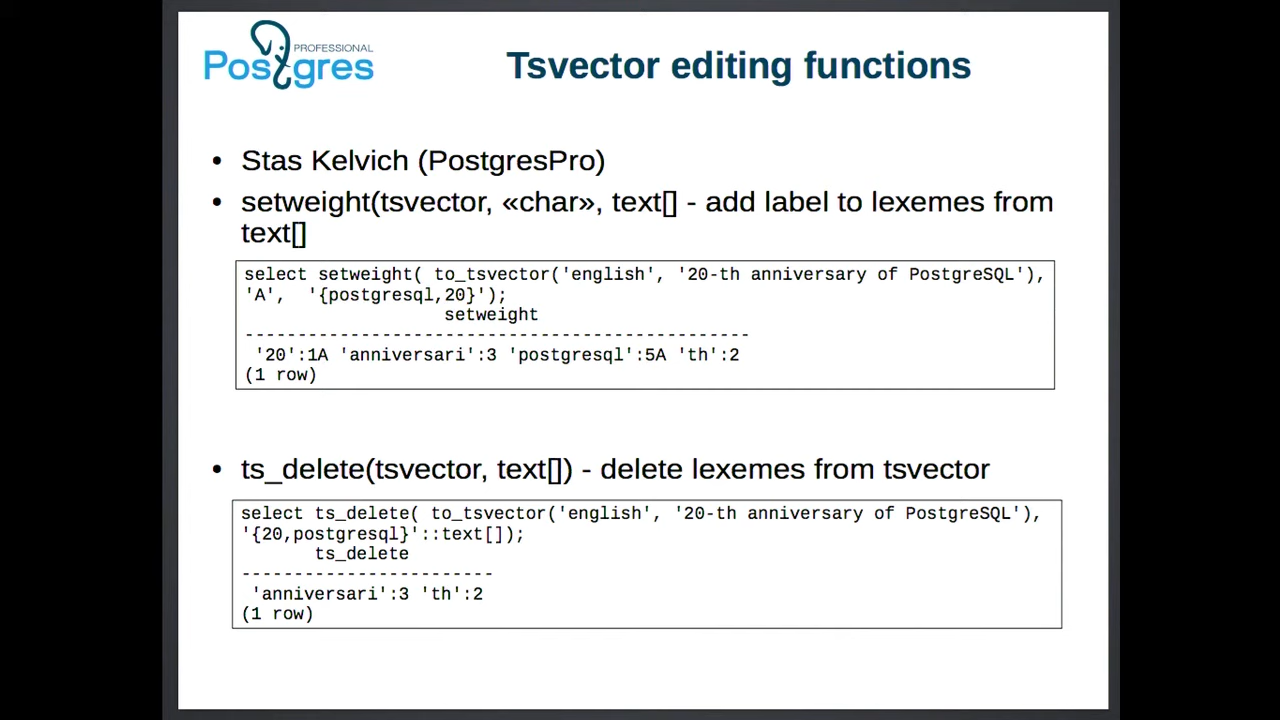 PROFESSIONAL
Postgres
Tsvector editing functions
• Stas Kelvich (PostgresPro)
• setweight(tsvector, «char», text[] - add label to lexemes from
text[]
select setweight( to_tsvector('english', '20-th anniversary of PostgreSQL'),
'A',  '{postgresql,20}');
setweight
------------------------------------------------
'20':1A 'anniversari':3 'postgresql':5A 'th':2
(1 row)
• ts_delete(tsvector, text[]) - delete lexemes from tsvector
select ts_delete( to_tsvector('english', '20-th anniversary of PostgreSQL'),
'{20,postgresql}'::text[]);
ts_delete
------------------------
'anniversari':3 'th':2
(1 row)